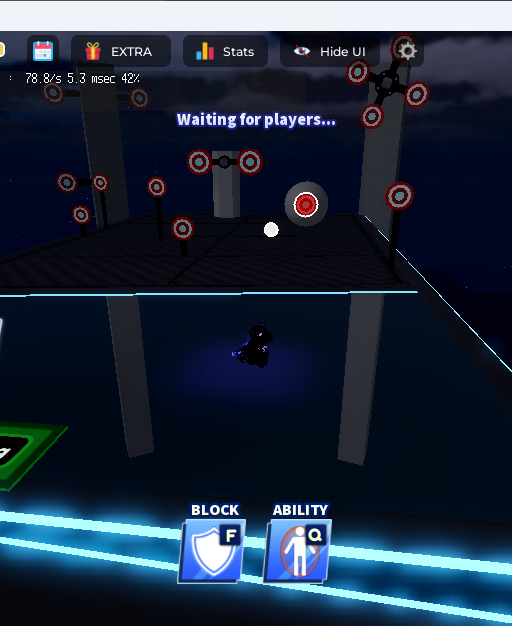 EXTRA
Stats
Hide UI
: 78.8/s 5.3 msec 42%
Waiting for players...
BLOCK
ABILITY
F
Q